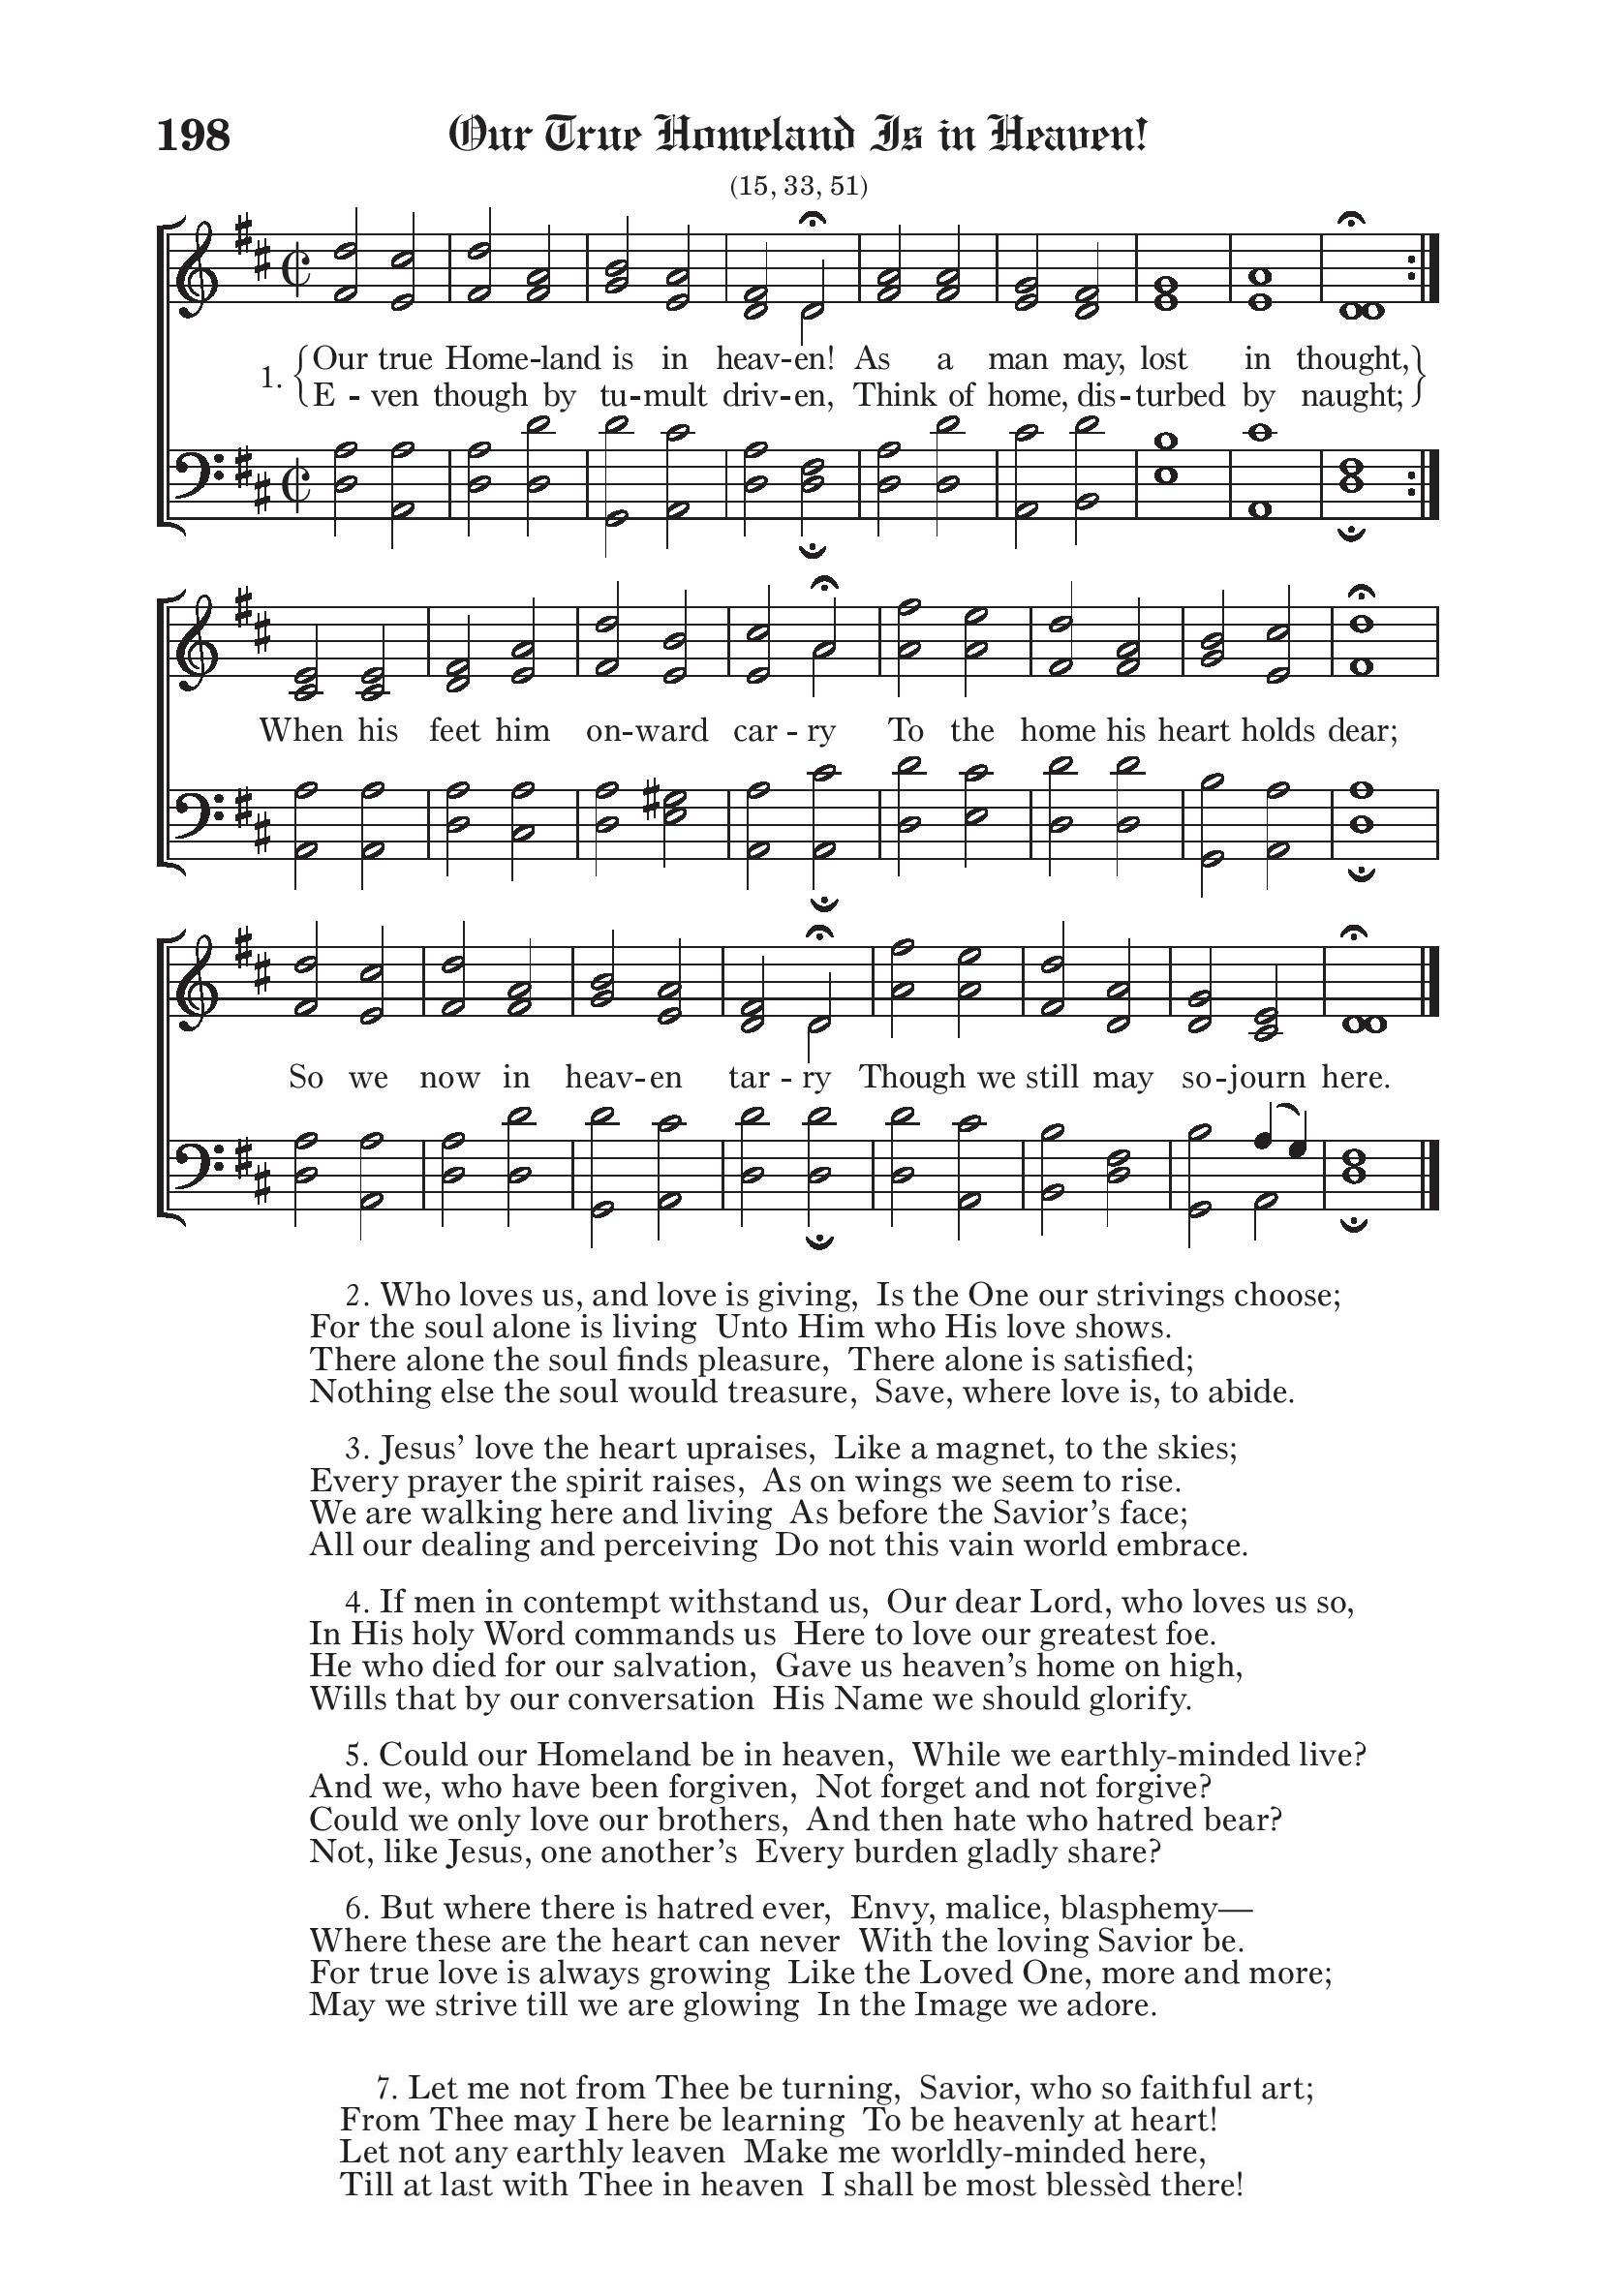 198 Our True Homeland Is in Heaven!
(15, 33, 51)
Our true Home-land is in heav-en! As a man may, lost in thought,
1.
E - ven though by tu-mult driv-en, Think of home, dis-turbed by naught;
When his feet him on-ward car - ry To the home his heart holds dear;
So we now in heav-en tar - ry Though we still may so-journ here.
2. Who loves us, and love is giving, Is the One our strivings choose;
For the soul alone is living Unto Him who His love shows.
There alone the soul finds pleasure, There alone is satisfied;
Nothing else the soul would treasure, Save, where love is, to abide.
3. Jesus’ love the heart upraises, Like a magnet, to the skies;
Every prayer the spirit raises, As on wings we seem to rise.
We are walking here and living As before the Savior’s face;
All our dealing and perceiving Do not this vain world embrace.
4. If men in contempt withstand us, Our dear Lord, who loves us so,
In His holy Word commands us Here to love our greatest foe.
He who died for our salvation, Gave us heaven’s home on high,
Wills that by our conversation His Name we should glorify.
5. Could our Homeland be in heaven, While we earthly-minded live?
And we, who have been forgiven, Not forget and not forgive?
Could we only love our brothers, And then hate who hatred bear?
Not, like Jesus, one another’s Every burden gladly share?
6. But where there is hatred ever, Envy, malice, blasphemy—
Where these are the heart can never With the loving Savior be.
For true love is always growing Like the Loved One, more and more;
May we strive till we are glowing In the Image we adore.
7. Let me not from Thee be turning, Savior, who so faithful art;
From Thee may I here be learning To be heavenly at heart!
Let not any earthly leaven Make me worldly-minded here,
Till at last with Thee in heaven I shall be most blessèd there!